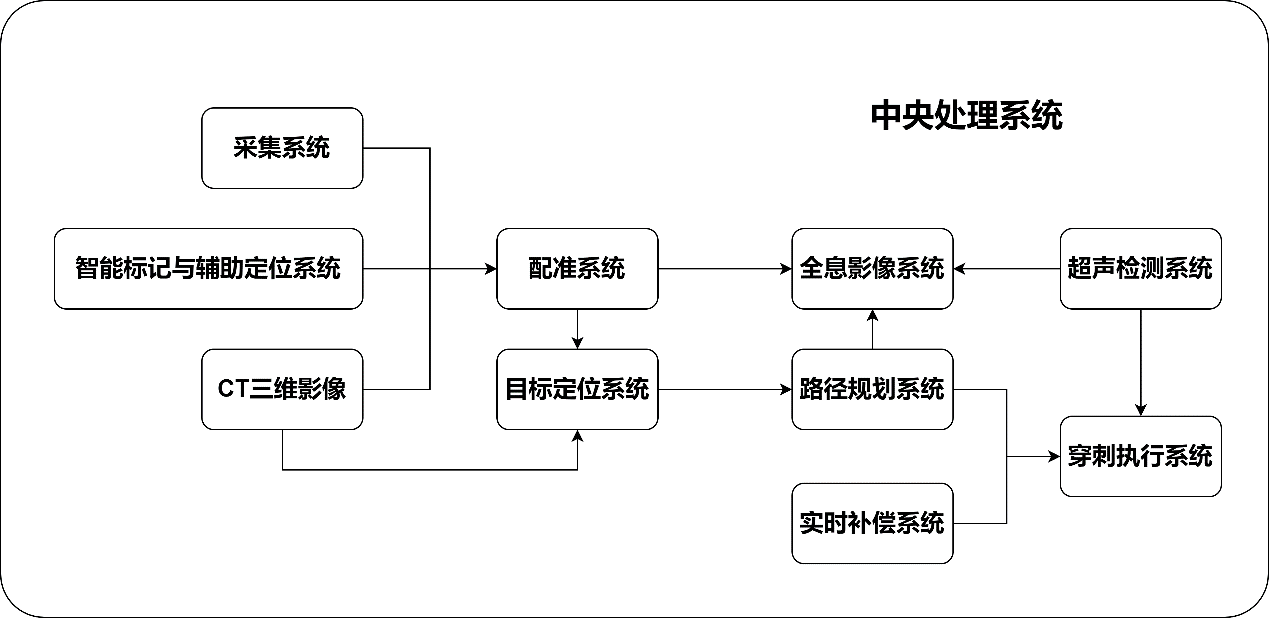 中央处理系统
采集系统
智能标记与辅助定位系统
配准系统
全息影像系统
超声检测系统
CT三维影像
目标定位系统
路径规划系统
穿刺执行系统
实时补偿系统